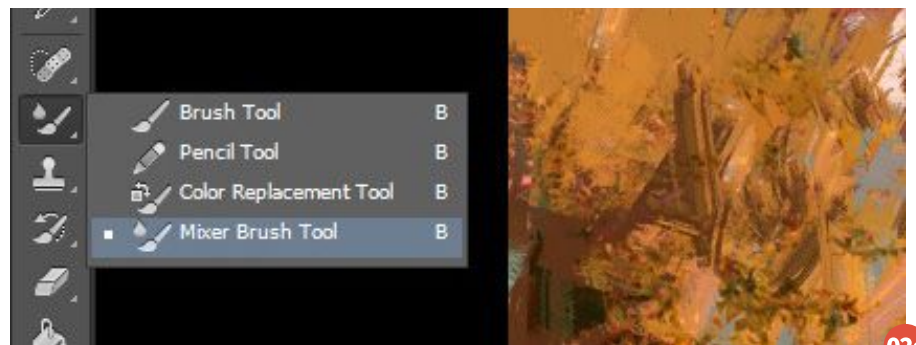 Brush Tool B
Pencil Tool B
Color Replacement Tool B
Mixer Brush Tool B